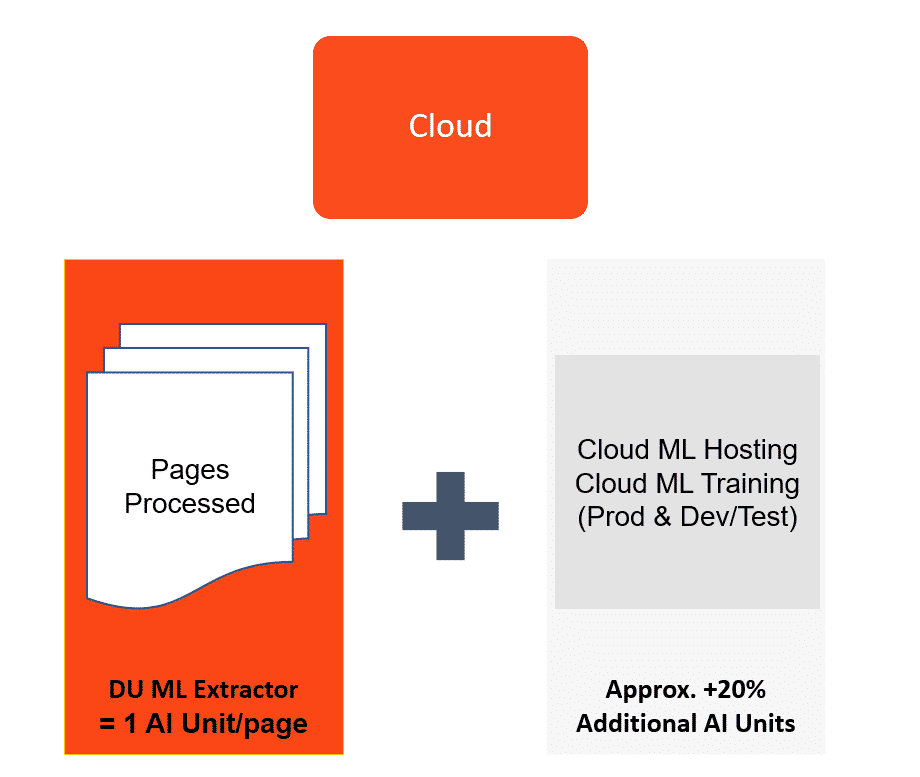 Cloud
Pages
Processed
DU ML Extractor
= 1 AI Unit/page
Cloud ML Hosting
Cloud ML Training
(Prod & Dev/Test)
Approx. +20%
Additional AI Units